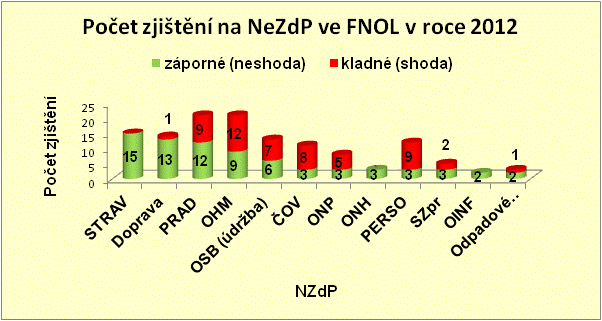 Počet zjištění na NeZdP ve FNOL v roce 2012
záporné (neshoda) kladné (shoda)
Počet zjištění
25
20
15
10
5
0
15 13 12 9 6 3 3 3 3 3 2 2
1 9 12 7 8 5 9 2 1
STRAV
Doprava
PRAD
OHM
OSB (údržba)
ČOV
ONP
ONH
PERSO
SZpr
OINF
Odpadové..
NZdP